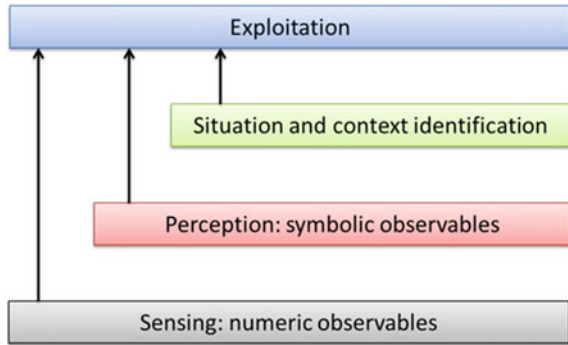 Exploitation
Situation and context identification
Perception: symbolic observables
Sensing: numeric observables